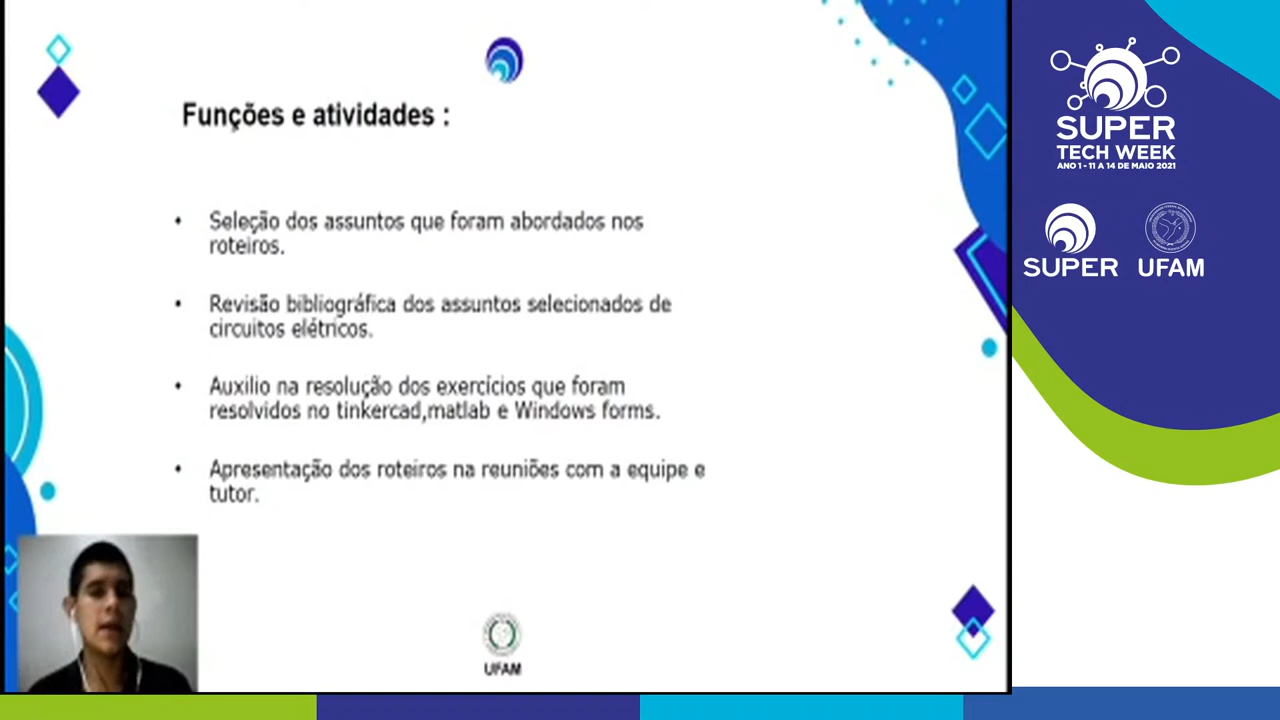 Funções e atividades :
• Seleção dos assuntos que foram abordados nos
roteiros.
• Revisão bibliográfica dos assuntos selecionados de
circuitos elétricos.
• Auxilio na resolução dos exercícios que foram
resolvidos no tinkercad,matlab e Windows forms.
• Apresentação dos roteiros na reuniões com a equipe e
tutor.
UFAM
SUPER
TECH WEEK
ANO 1 - 11 A 14 DE MAIO 2021
SUPER
UFAM